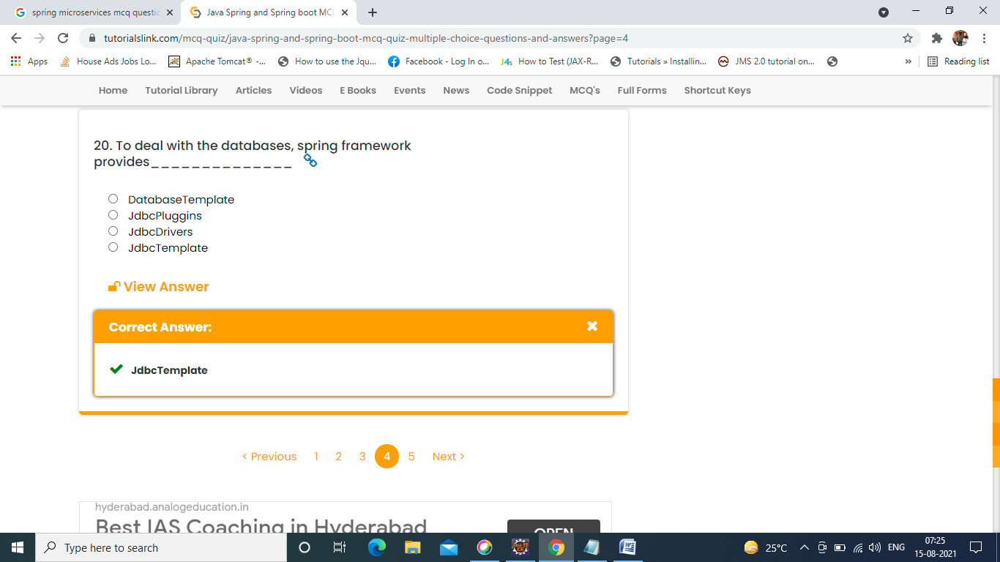 spring microservices mcq questic
Java Spring and Spring boot MC
tutorialslink.com/mcq-quiz/java-spring-and-spring-boot-mcq-quiz-multiple-choice-questions-and-answers?page=4
Apps House Ads Jobs Lo... Apache Tomcat® -... How to use the Jqu... Facebook - Log In o... J4s How to Test (JAX-R... Tutorials » Installin... JMS 2.0 tutorial on... » Reading list
Home Tutorial Library Articles Videos E Books Events News Code Snippet MCQ's Full Forms Shortcut Keys
20. To deal with the databases, spring framework
provides______________
DatabaseTemplate
JdbcPluggins
JdbcDrivers
JdbcTemplate
View Answer
Correct Answer:
JdbcTemplate
< Previous 1 2 3 4 5 Next >
hyderabad.analogeducation.in
Best IAS Coaching in Hyderabad
OPEN
Type here to search
25°C ENG
07:25
15-08-2021